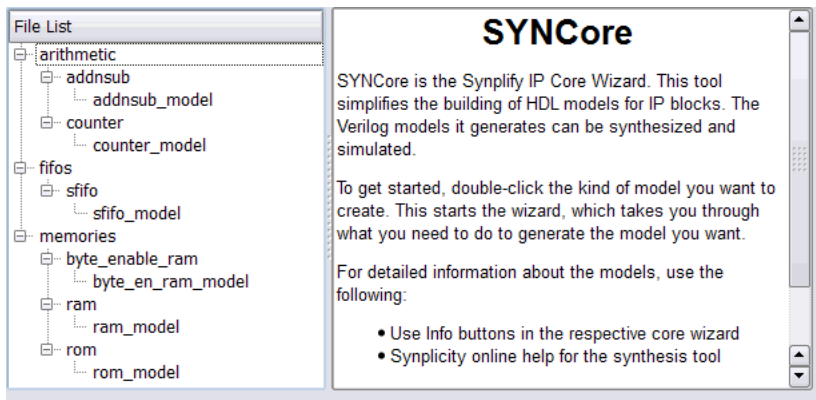 File List
arithmetic
addnsub
addnsub_model
counter
counter_model
fifos
sfifo
sfifo_model
memories
byte_enable_ram
byte_en_ram_model
ram
ram_model
rom
rom_model
SYNCore
SYNCore is the Synplify IP Core Wizard. This tool
simplifies the building of HDL models for IP blocks. The
Verilog models it generates can be synthesized and
simulated.
To get started, double-click the kind of model you want to
create. This starts the wizard, which takes you through
what you need to do to generate the model you want.
For detailed information about the models, use the
following:
• Use Info buttons in the respective core wizard
• Synplicity online help for the synthesis tool